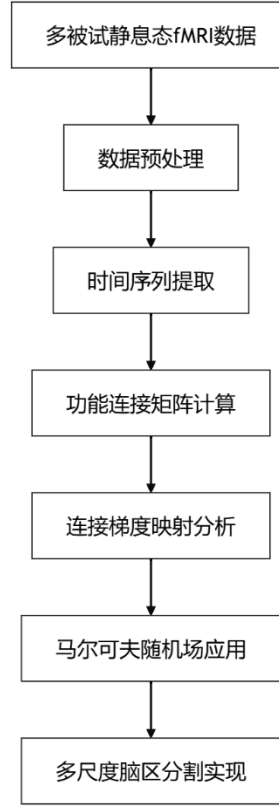 多被试静息态fMRI数据
数据预处理
时间序列提取
功能连接矩阵计算
连接梯度映射分析
马尔可夫随机场应用
多尺度脑区分割实现